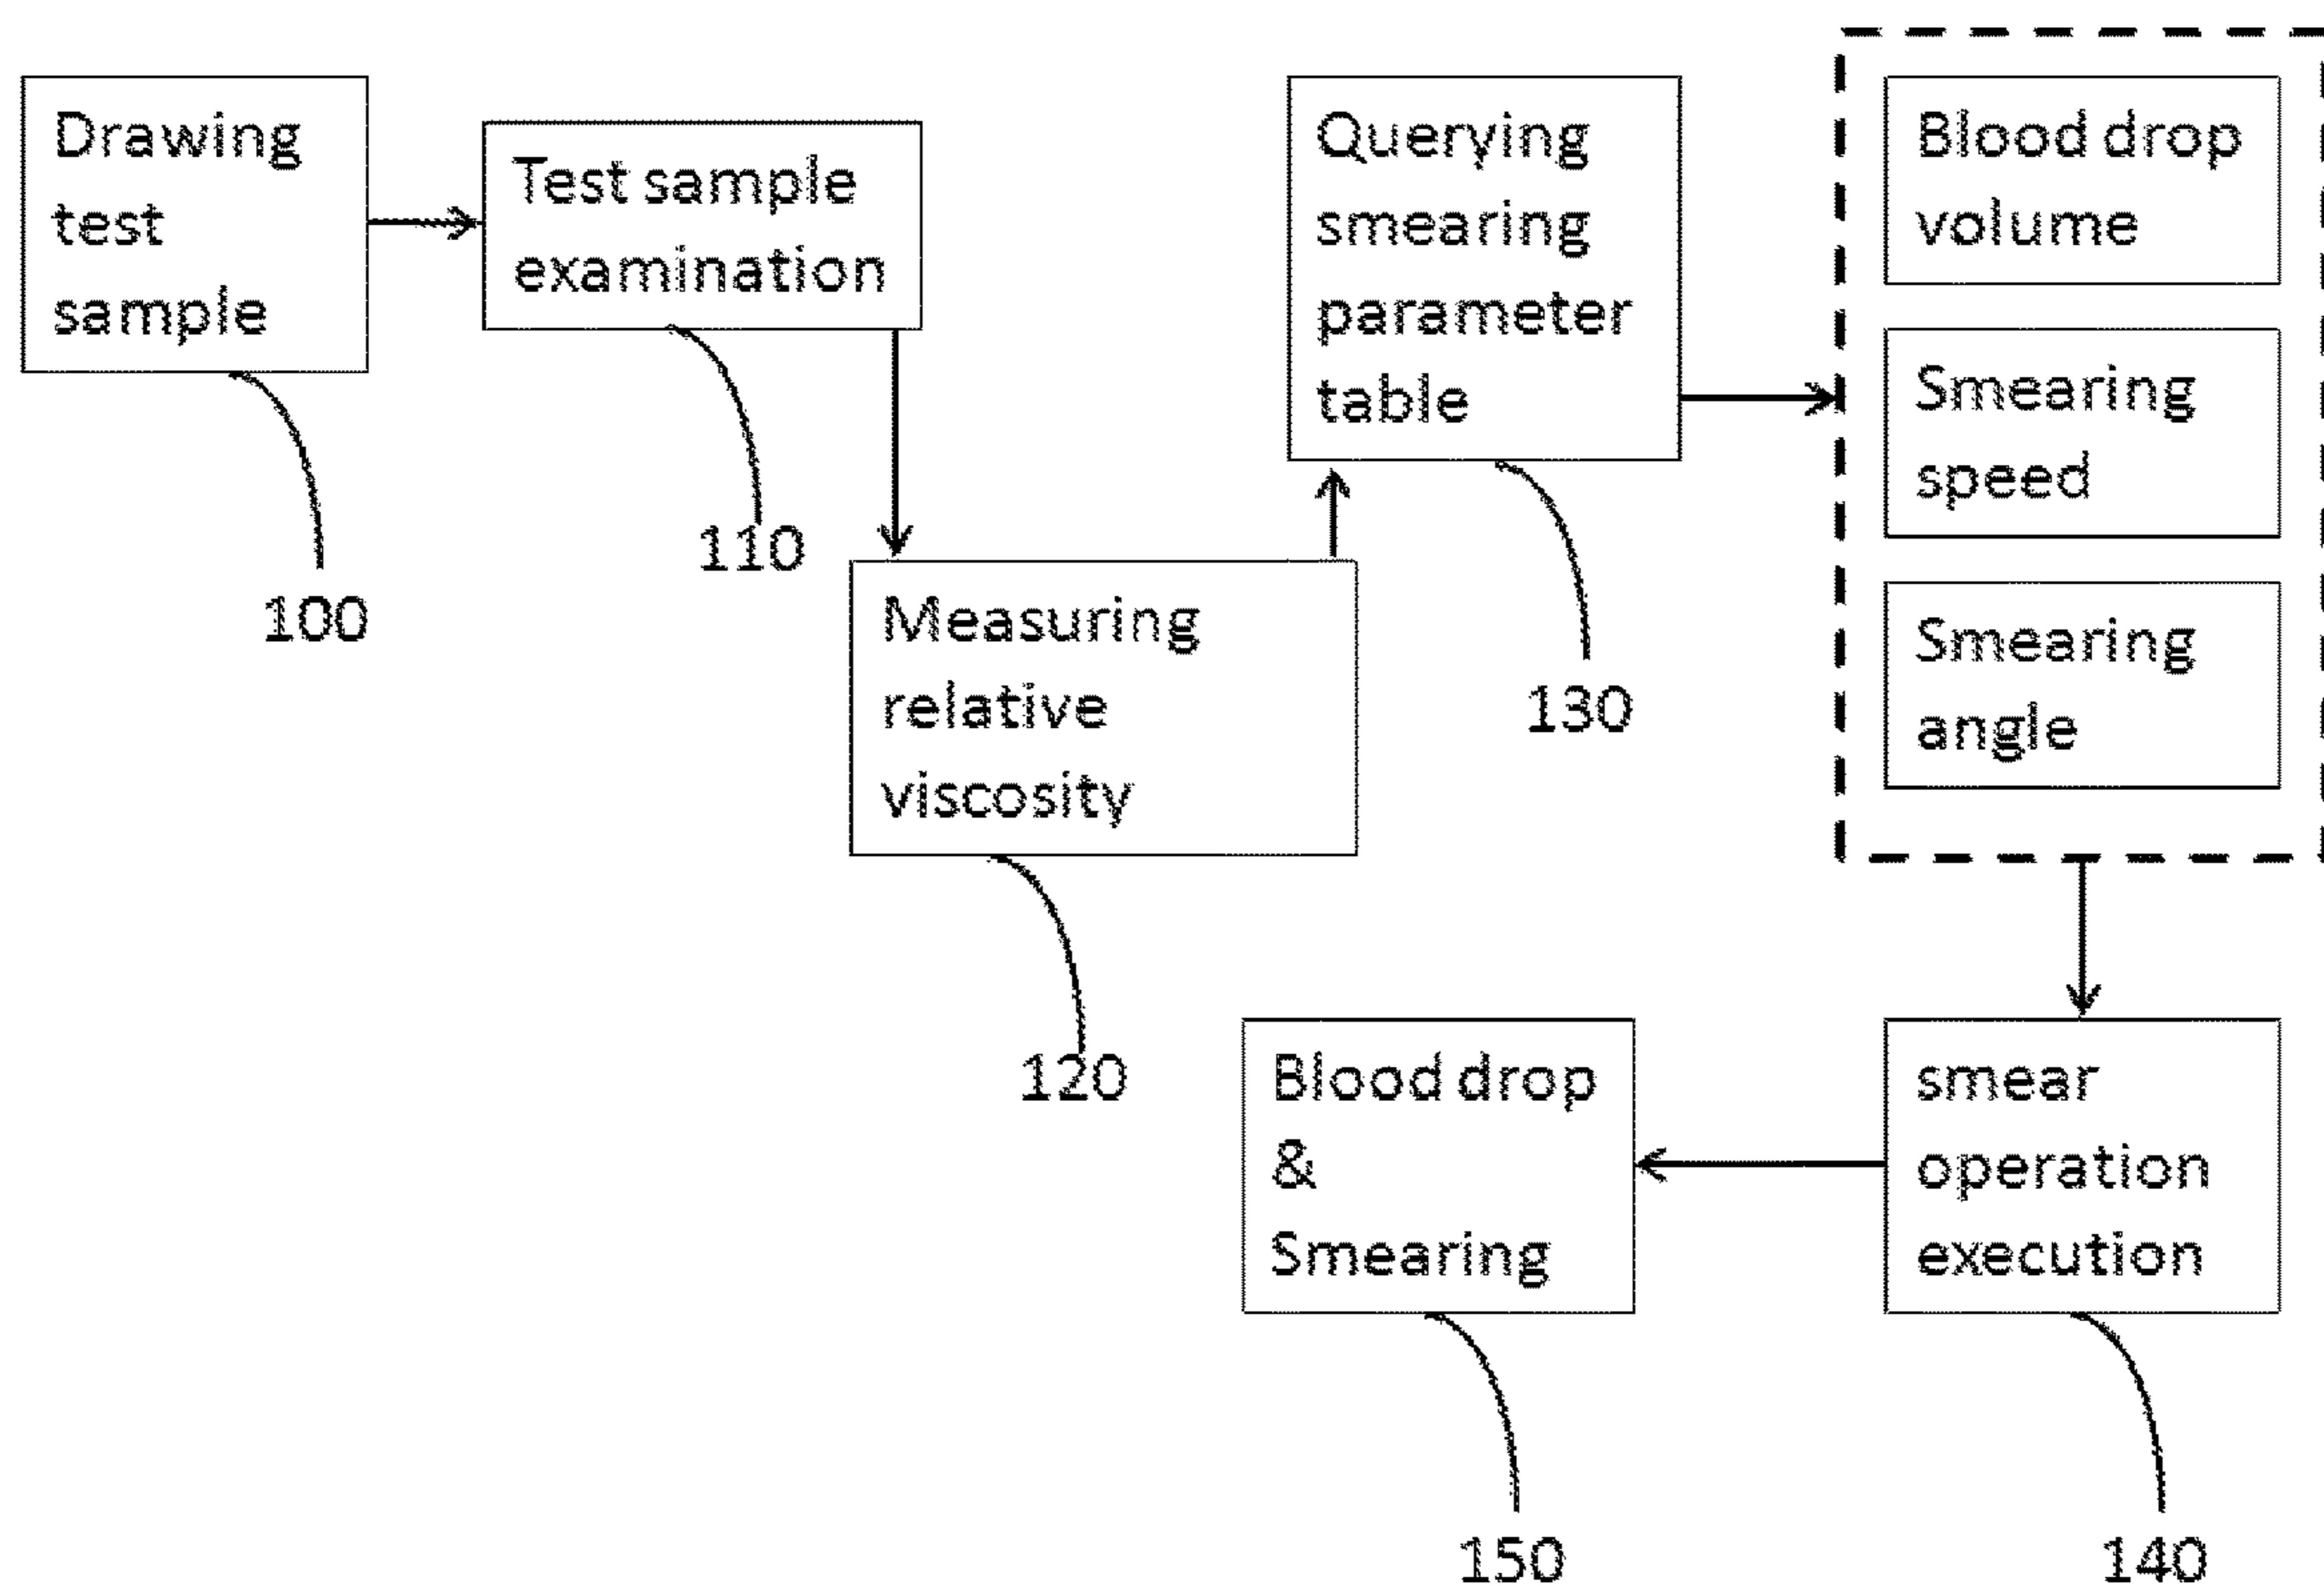 Drawing
test
sample
100
Test sample
examination
110
Measuring
relative
viscosity
120
Querying
smearing
parameter
table
130
Blood drop
volume
Smearing
speed
Smearing
angle
smear
operation
execution
140
Blood drop
&
Smearing
150